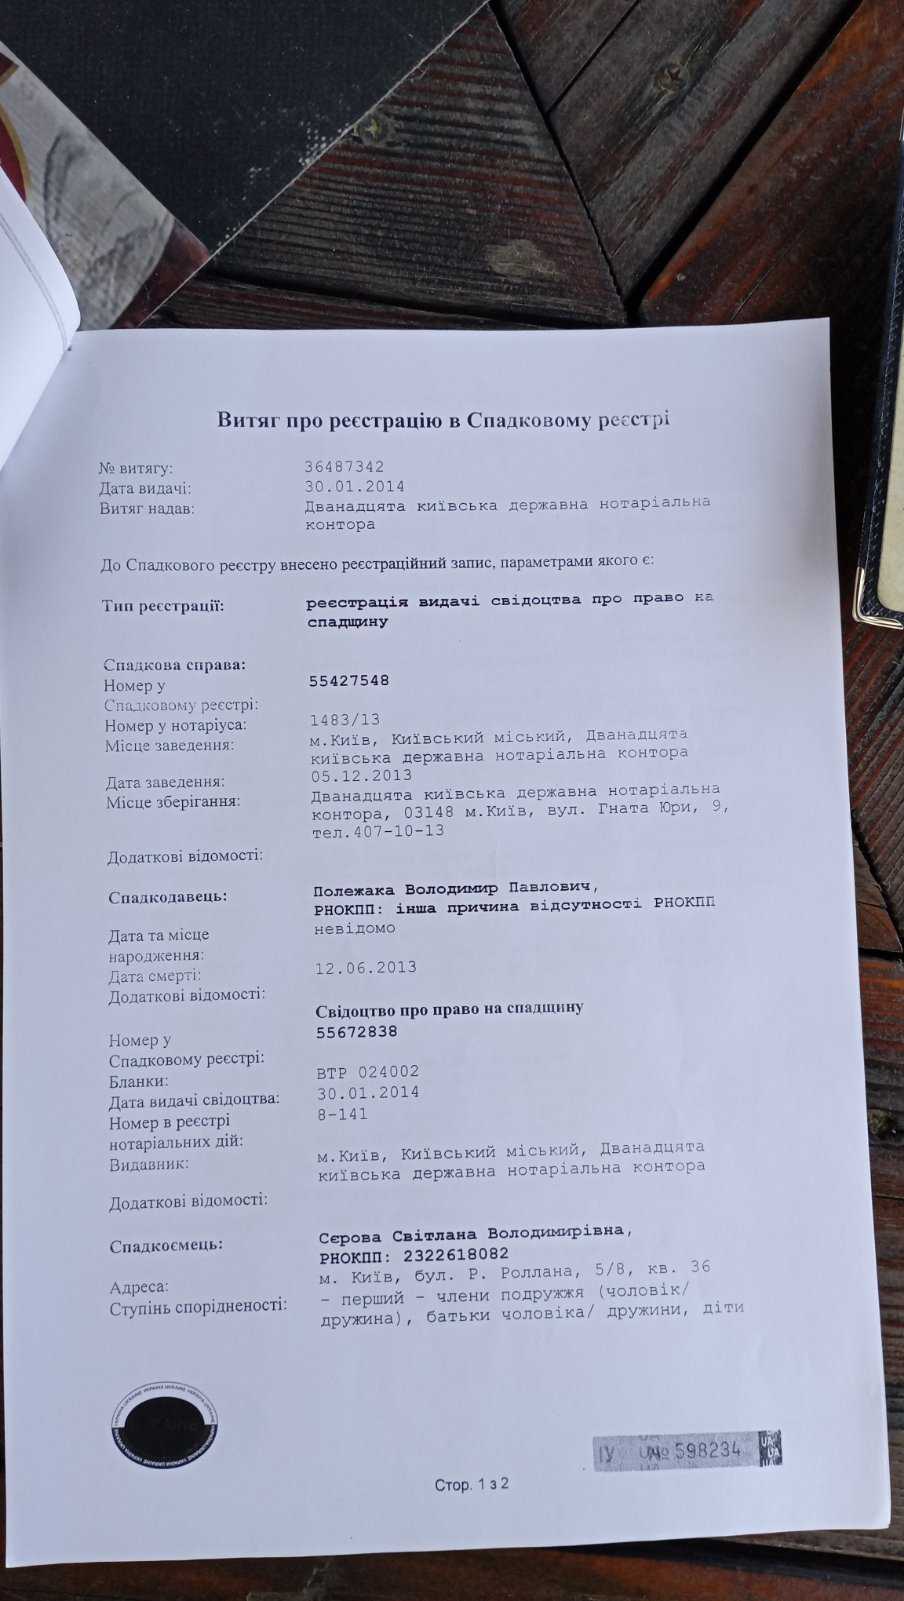 Витяг про реєстрацію в Спадковому реєстрі
№ витягу: 36487342
Дата видачі: 30.01.2014
Витяг надав: Дванадцята київська державна нотаріальна
контора
До Спадкового реєстру внесено реєстраційний запис, параметрами якого є:
Тип реєстрації: реєстрація видачі свідоцтва про право на
спадщину
Спадкова справа:
Номер у 55427548
Спадковому реєстрі:
Номер у нотаріуса: 1483/13
Місце заведення: м.Київ, Київський міський, Дванадцята
київська державна нотаріальна контора
Дата заведення: 05.12.2013
Місце зберігання: Дванадцята київська державна нотаріальна
контора, 03148 м.Київ, вул. Гната Юри, 9,
тел.407-10-13
Додаткові відомості:
Спадкодавець: Полежака Володимир Павлович,
РНОКПП: інша причина відсутності РНОКПП
Дата та місце невідомо
народження:
Дата смерті: 12.06.2013
Додаткові відомості:
Свідоцтво про право на спадщину
Номер у 55672838
Спадковому реєстрі:
Бланки: ВТР 024002
Дата видачі свідоцтва: 30.01.2014
Номер в реєстрі 8-141
нотаріальних дій:
Видавник: м.Київ, Київський міський, Дванадцята
київська державна нотаріальна контора
Додаткові відомості:
Спадкоємець: Сєрова Світлана Володимирівна,
РНОКПП: 2322618082
Адреса: м. Київ, бул. Р. Роллана, 5/8, кв. 36
Ступінь спорідненості: - перший - члени подружжя (чоловік/
дружина), батьки чоловіка/ дружини, діти
ІУ № 598234
Стор. 1 з 2